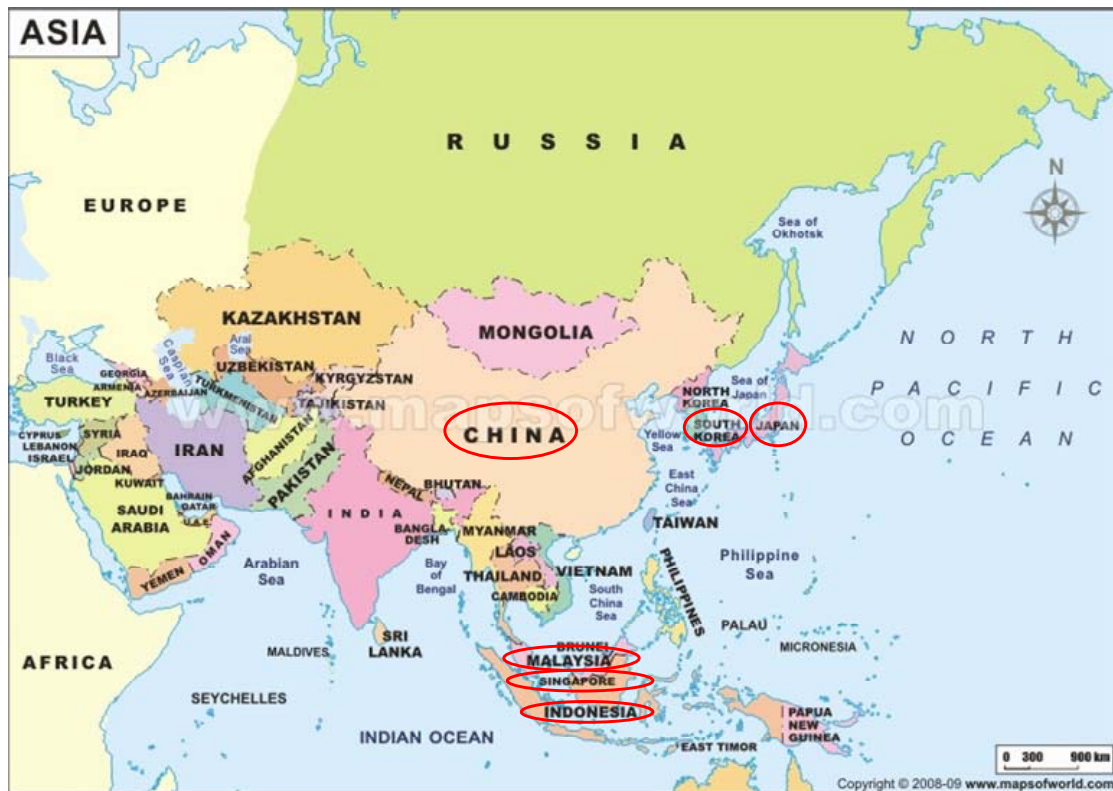 ASIA
RUSSIA
EUROPE
N
Sea of
Okhotsk
KAZAKHSTAN
MONGOLIA
NORTH
PACIFIC
OCEAN
Black
Sea
Caspian
Sea
Aral
Sea
GEORGIA
ARMENIA
AZERBAIJAN
UZBEKISTAN
TURKMENISTAN
KYRGYZSTAN
TAJIKISTAN
TURKEY
www.mapsofworld.com
NORTH
KOREA
Sea of
Japan
SOUTH
KOREA
JAPAN
CHINA
Yellow
Sea
CYPRUS
LEBANON
ISRAEL
SYRIA
IRAQ
JORDAN
KUWAIT
IRAN
AFGHANISTAN
PAKISTAN
BAHRAIN
QATAR
U.A.E.
SAUDI
ARABIA
OMAN
YEMEN
NEPAL
BHUTAN
INDIA
BANGLA
DESH
MYANMAR
East
China
Sea
TAIWAN
LAOS
THAILAND
VIETNAM
CAMBODIA
Arabian
Sea
Bay
of
Bengal
South
China
Sea
PHILIPPINES
Philippine
Sea
PALAU
MICRONESIA
AFRICA
MALDIVES
SRI
LANKA
BRUNEI
MALAYSIA
SINGAPORE
INDONESIA
SEYCHELLES
INDIAN OCEAN
EAST TIMOR
PAPUA
NEW
GUINEA
0 300 900 km
Copyright © 2008-09 www.mapsofworld.com